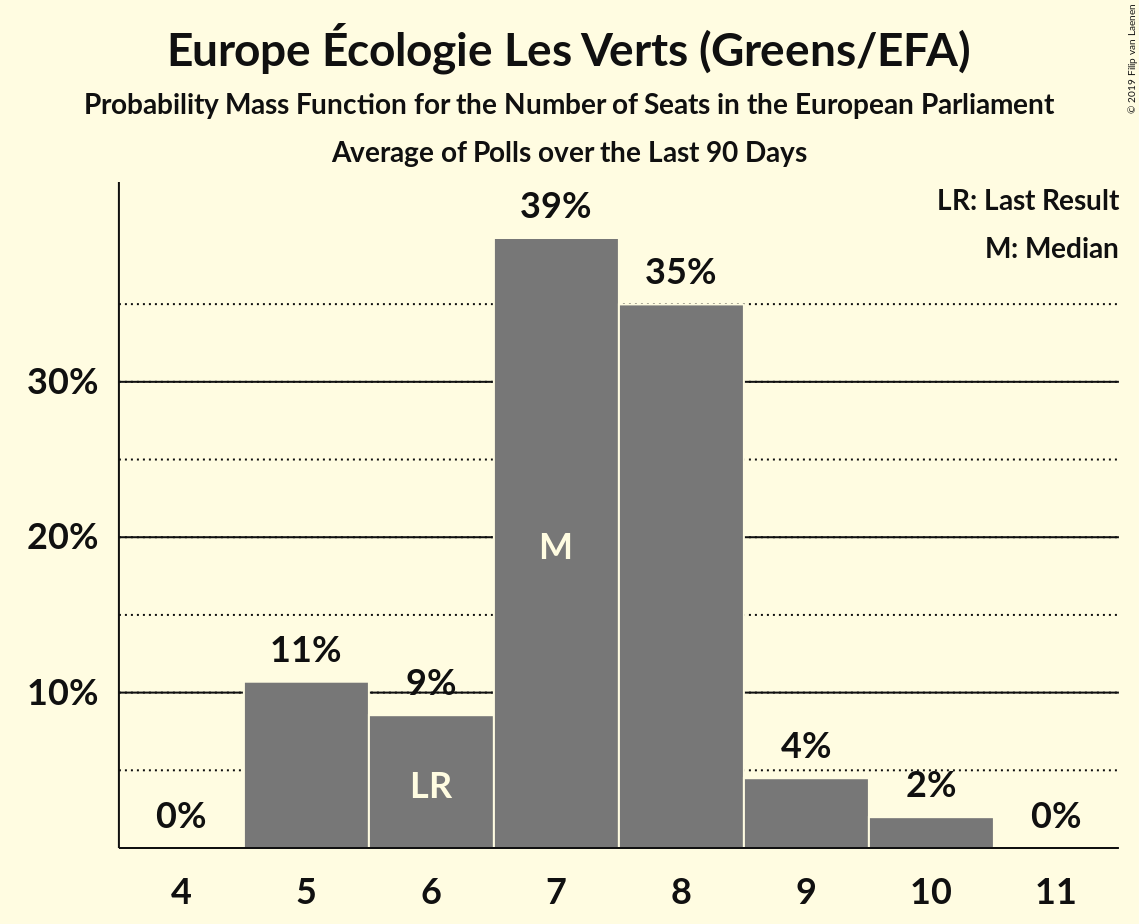 Europe Écologie Les Verts (Greens/EFA)
Probability Mass Function for the Number of Seats in the European Parliament
Average of Polls over the Last 90 Days
© 2019 Filip van Laenen
LR: Last Result
M: Median
39%
35%
30%
20%
M
11%
9%
10%
LR
4%
2%
0%
0%
4 5 6 7 8 9 10 11